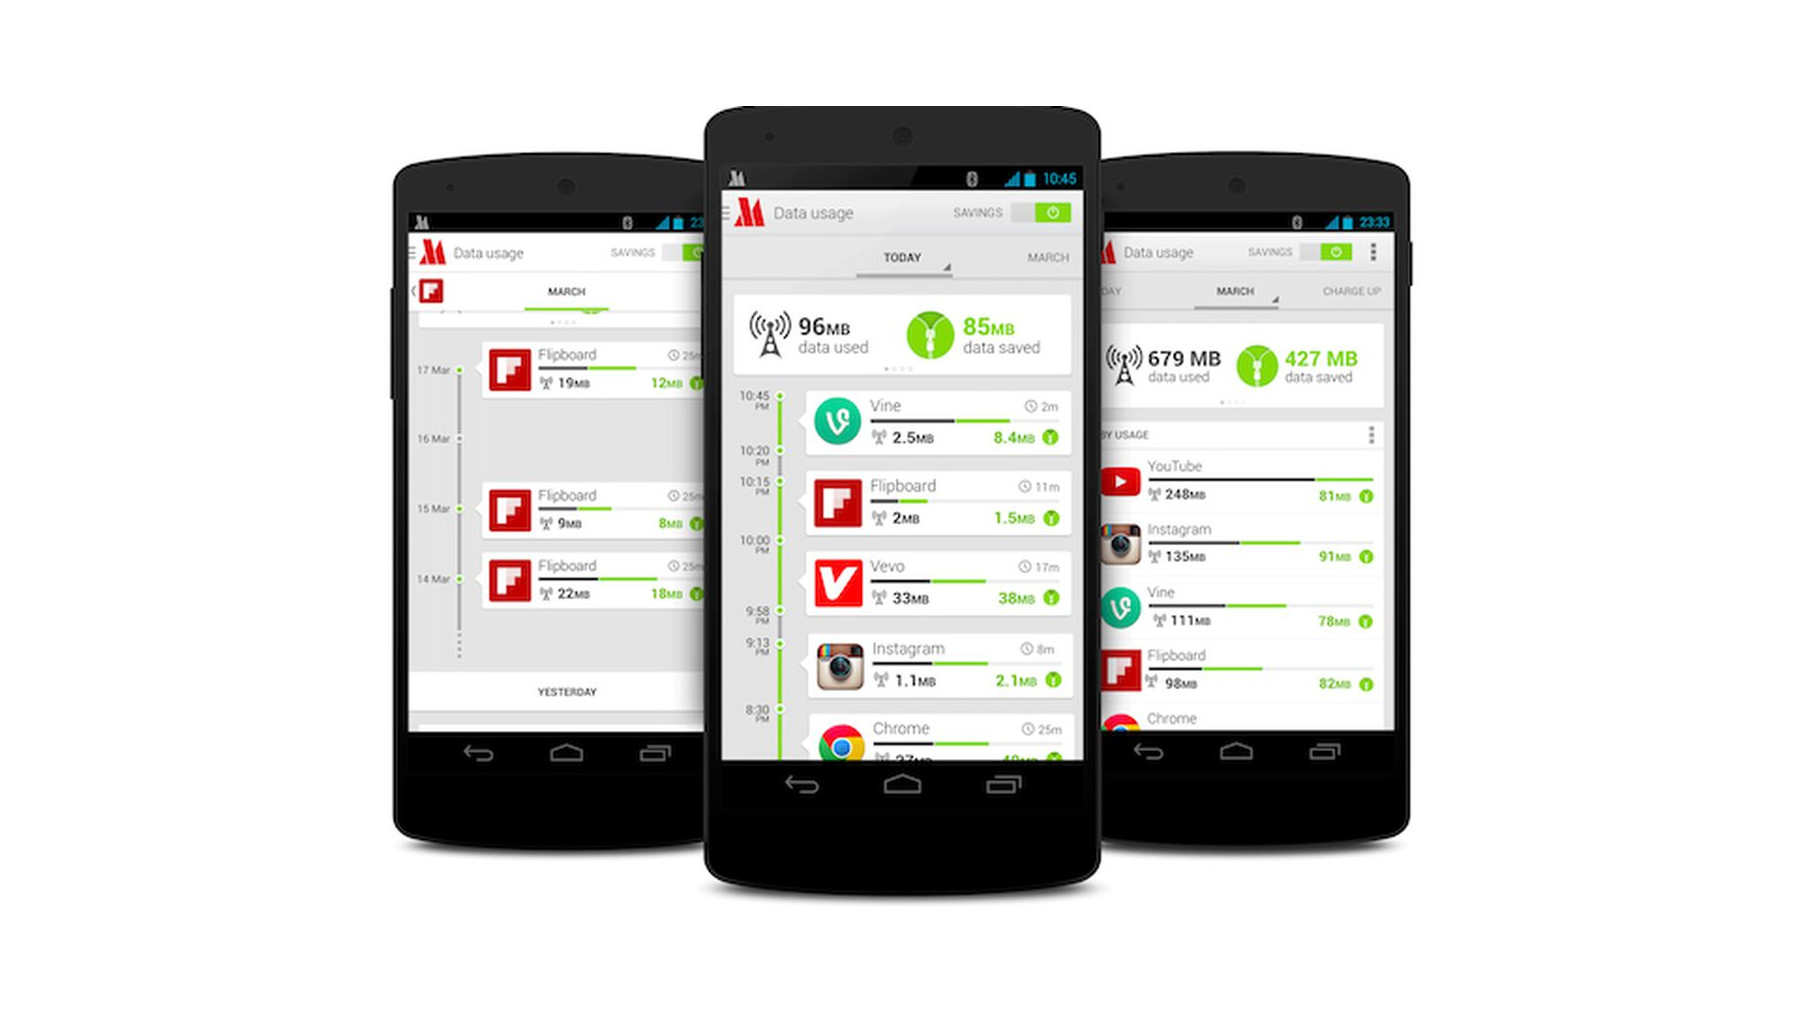 23
Data usage SAVINGS
MARCH
17 Mar
Flipboard 25m
19MB 12MB
16 Mar
15 Mar
Flipboard 25m
9MB 8MB
14 Mar
Flipboard 25m
22MB 18MB
YESTERDAY
10:45
Data usage SAVINGS
TODAY MARCH
96MB 85MB
data used data saved
10:45 PM
Vine 2m
2.5MB 8.4MB
10:20 PM
10:15 PM
Flipboard 11m
2MB 1.5MB
10:00 PM
Vevo 17m
33MB 38MB
9:58 PM
9:13 PM
Instagram 8m
1.1MB 2.1MB
8:30 PM
Chrome 25m
23:33
Data usage SAVINGS
DAY MARCH CHARGE UP
679 MB 427 MB
data used data saved
BY USAGE
YouTube
248MB 81MB
Instagram
135MB 91MB
Vine
111MB 78MB
Flipboard
98MB 82MB
Chrome